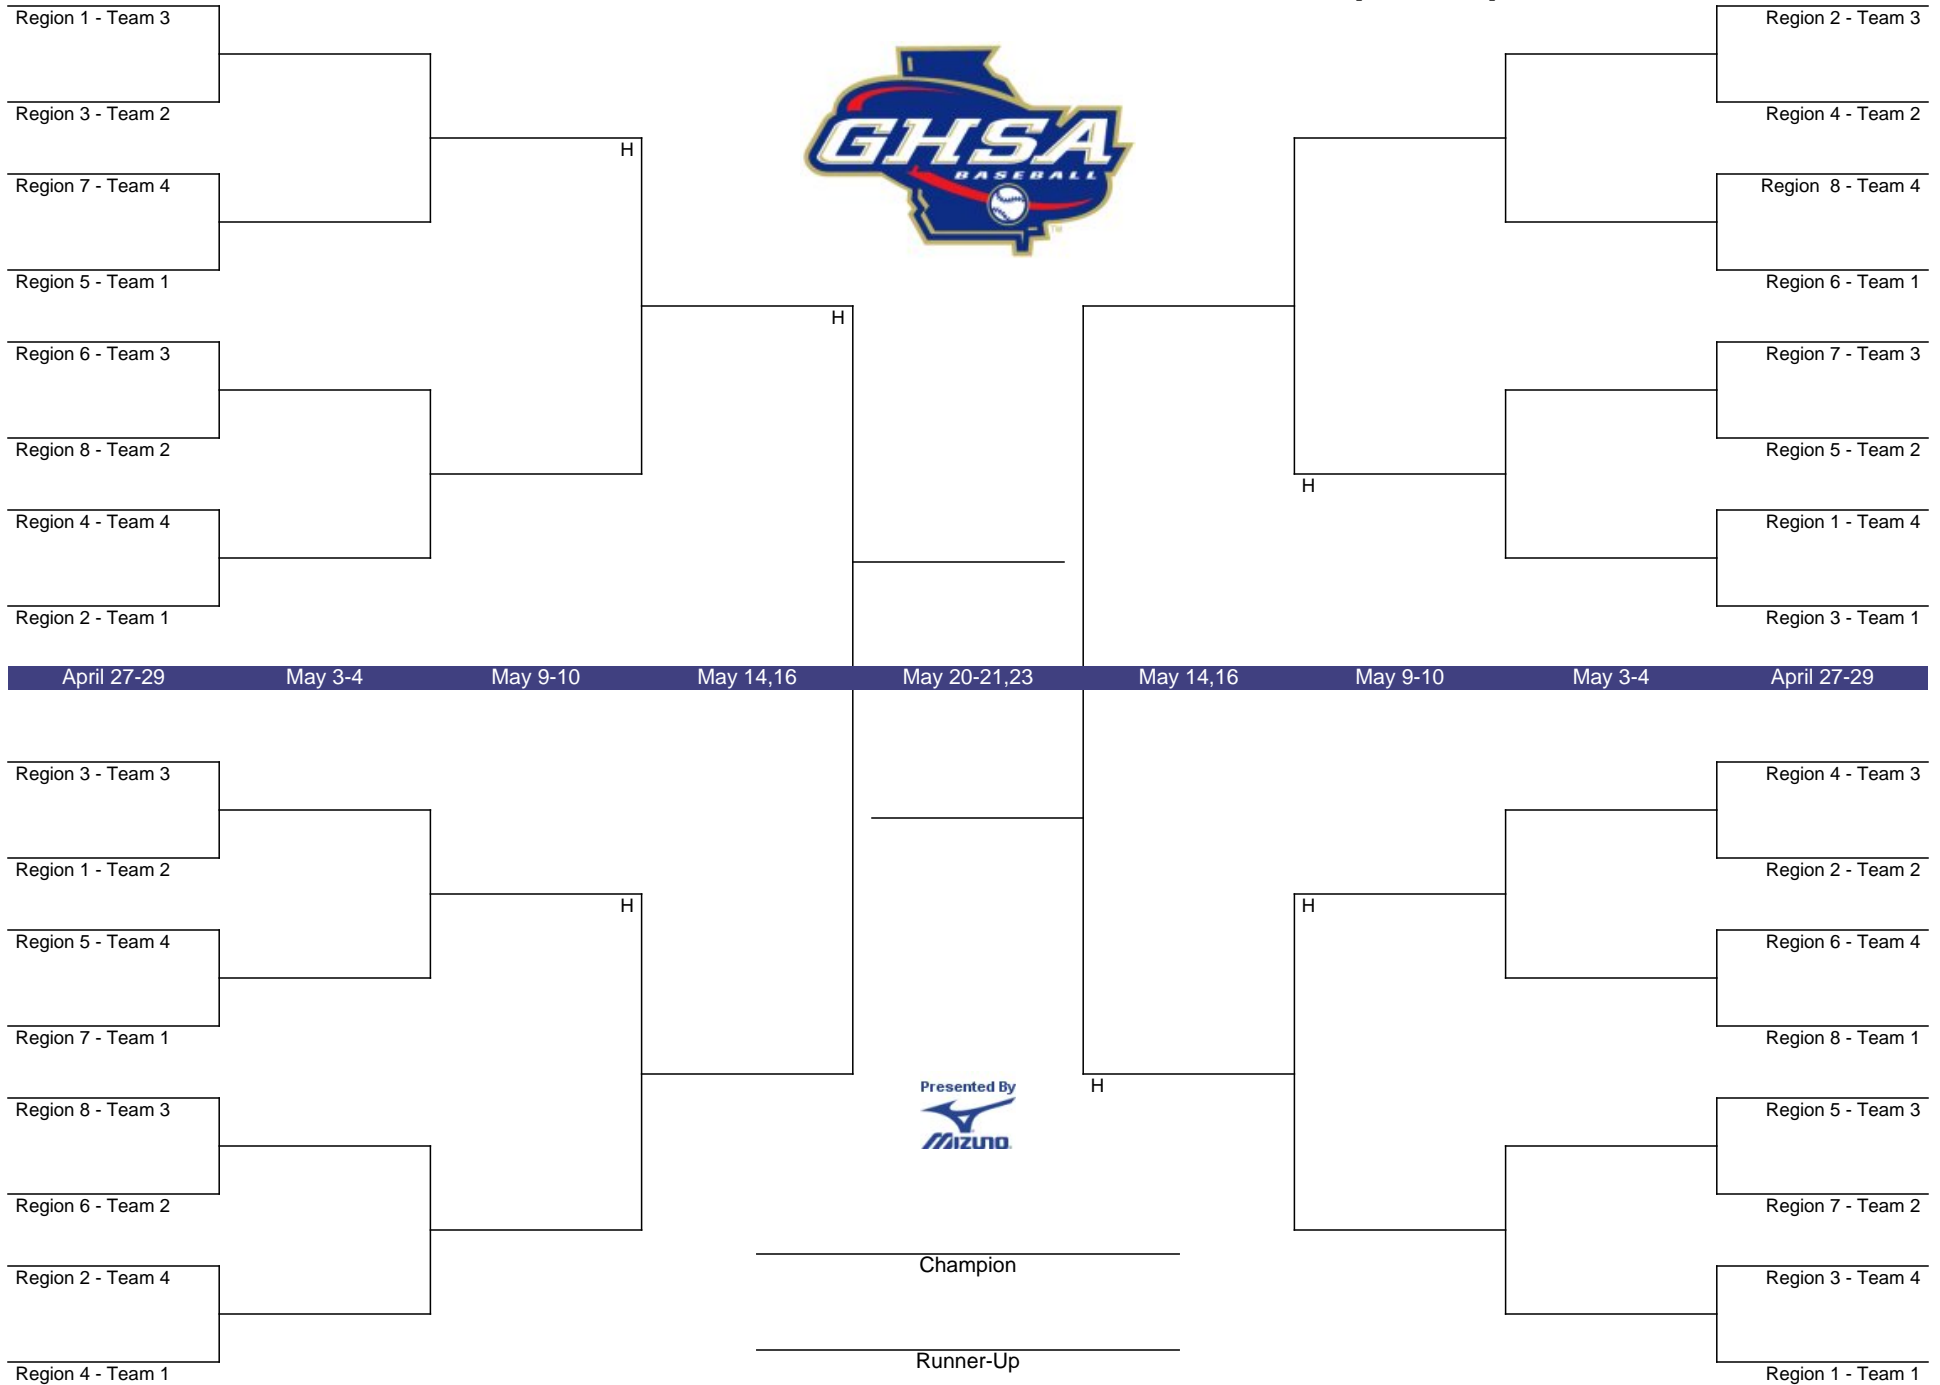 Region 1 - Team 3
Region 2 - Team 3
Region 3 - Team 2
Region 4 - Team 2
GHSA
BASEBALL
TM
H
Region 7 - Team 4
Region  8 - Team 4
Region 5 - Team 1
Region 6 - Team 1
H
Region 6 - Team 3
Region 7 - Team 3
Region 8 - Team 2
Region 5 - Team 2
H
Region 4 - Team 4
Region 1 - Team 4
Region 2 - Team 1
Region 3 - Team 1
April 27-29 May 3-4 May 9-10 May 14,16 May 20-21,23 May 14,16 May 9-10 May 3-4 April 27-29
Region 3 - Team 3
Region 4 - Team 3
Region 1 - Team 2
Region 2 - Team 2
H
H
Region 5 - Team 4
Region 6 - Team 4
Region 7 - Team 1
Region 8 - Team 1
Presented By
MIZUNO
H
Region 8 - Team 3
Region 5 - Team 3
Region 6 - Team 2
Region 7 - Team 2
Champion
Region 2 - Team 4
Region 3 - Team 4
Runner-Up
Region 4 - Team 1
Region 1 - Team 1